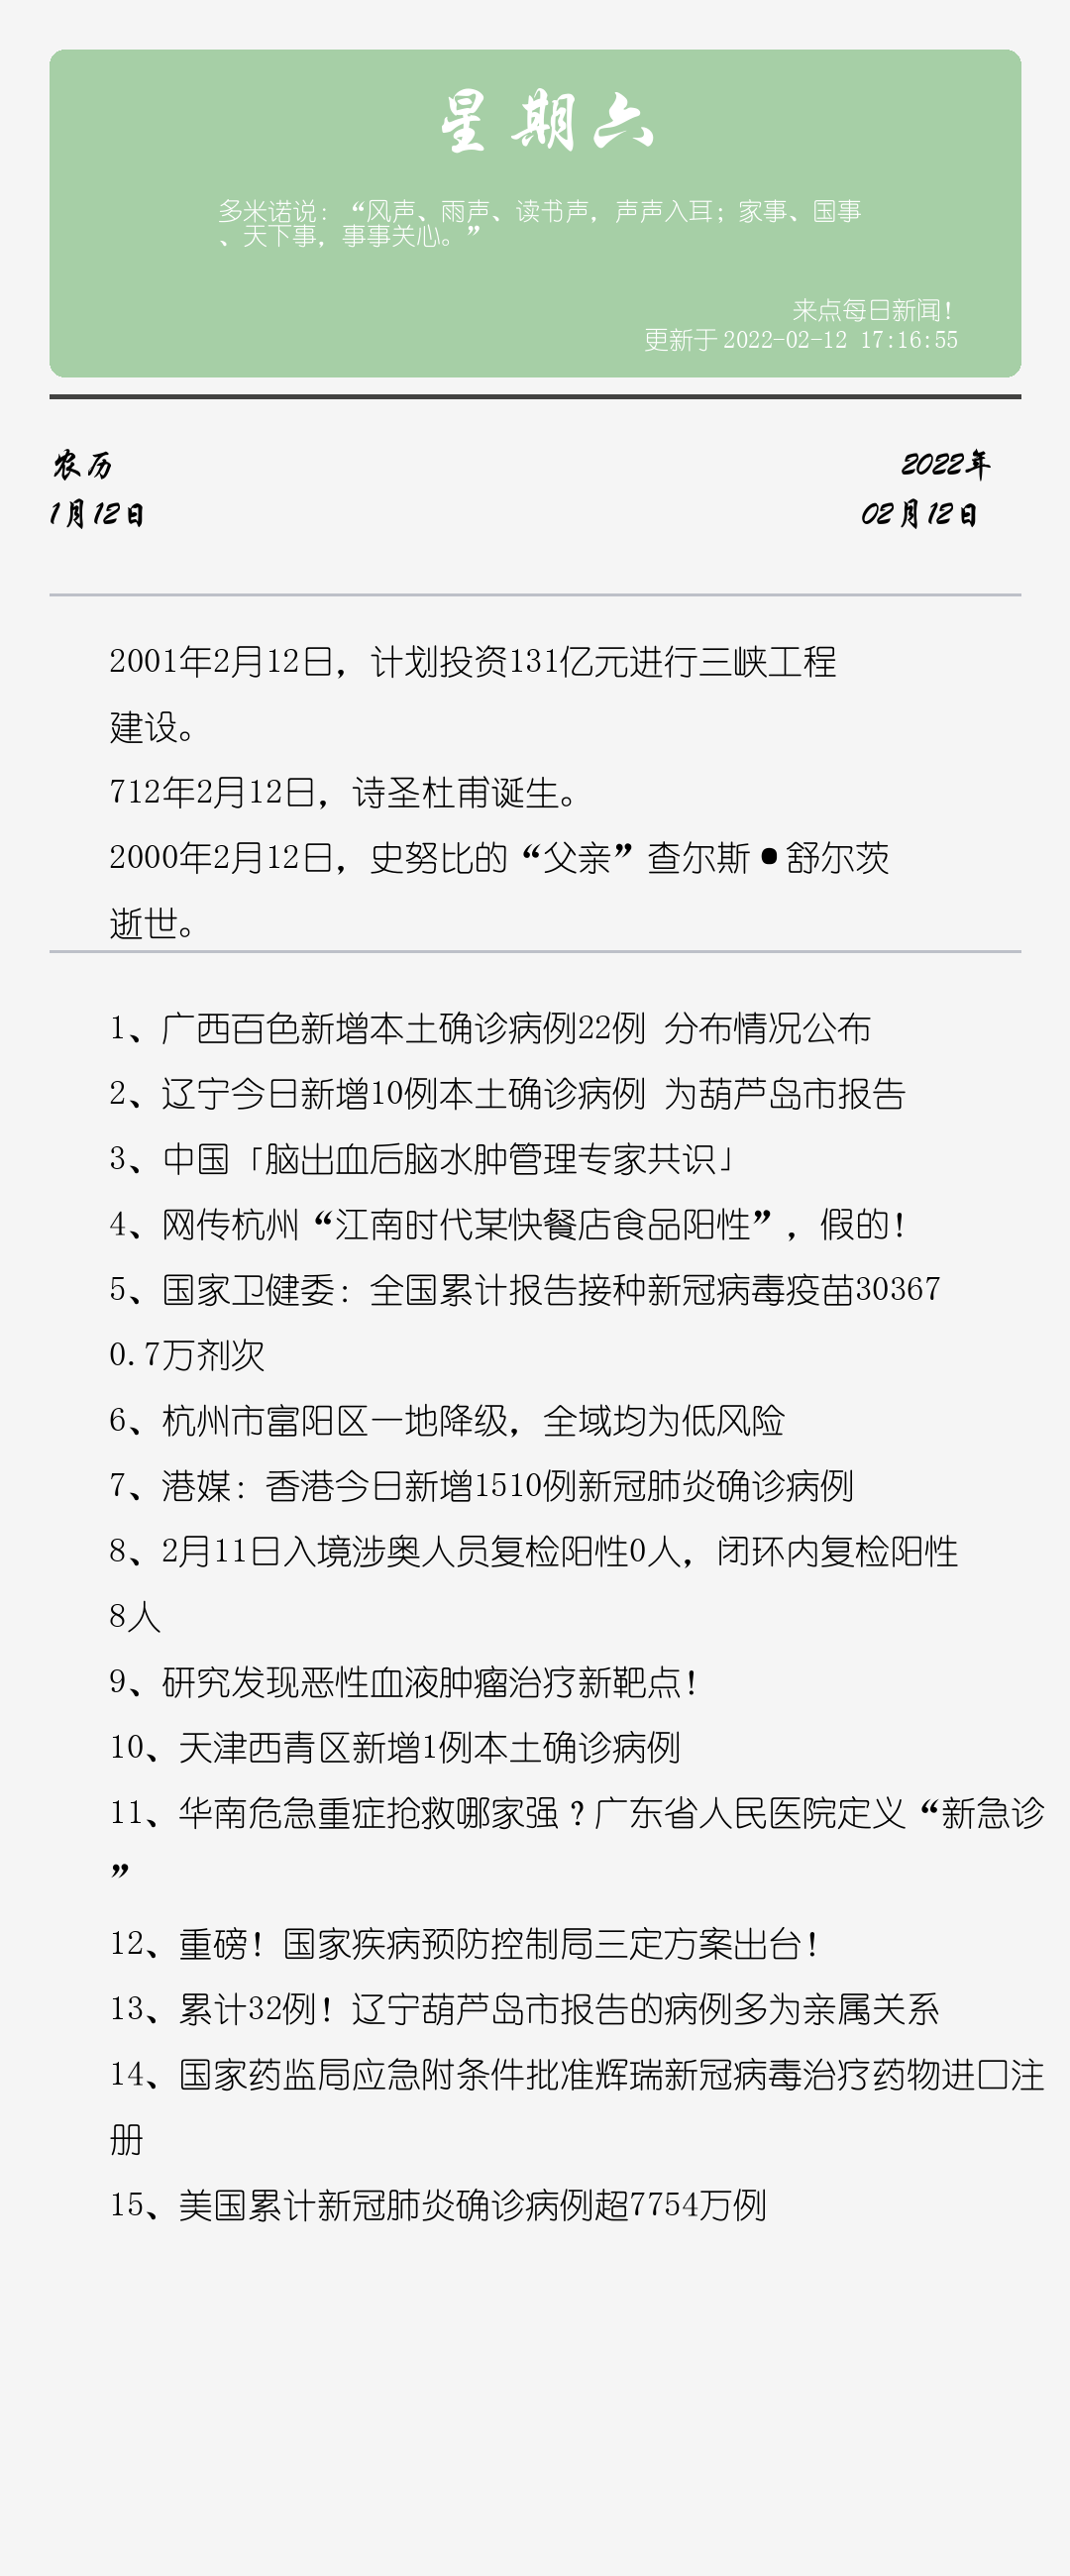 星期六
多米诺说：“风声、雨声、读书声，声声入耳；家事、国事
、天下事，事事关心。”
来点每日新闻！
更新于 2022-02-12 17:16:55
农历
2022年
1月12日
02月12日
2001年2月12日，计划投资131亿元进行三峡工程
建设。
712年2月12日，诗圣杜甫诞生。
2000年2月12日，史努比的“父亲”查尔斯•舒尔茨
逝世。
1、广西百色新增本土确诊病例22例 分布情况公布
2、辽宁今日新增10例本土确诊病例 为葫芦岛市报告
3、中国「脑出血后脑水肿管理专家共识」
4、网传杭州“江南时代某快餐店食品阳性”，假的！
5、国家卫健委：全国累计报告接种新冠病毒疫苗30367
0.7万剂次
6、杭州市富阳区一地降级，全域均为低风险
7、港媒：香港今日新增1510例新冠肺炎确诊病例
8、2月11日入境涉奥人员复检阳性0人，闭环内复检阳性
8人
9、研究发现恶性血液肿瘤治疗新靶点！
10、天津西青区新增1例本土确诊病例
11、华南危急重症抢救哪家强？广东省人民医院定义“新急诊
”
12、重磅！国家疾病预防控制局三定方案出台！
13、累计32例！辽宁葫芦岛市报告的病例多为亲属关系
14、国家药监局应急附条件批准辉瑞新冠病毒治疗药物进口注
册
15、美国累计新冠肺炎确诊病例超7754万例